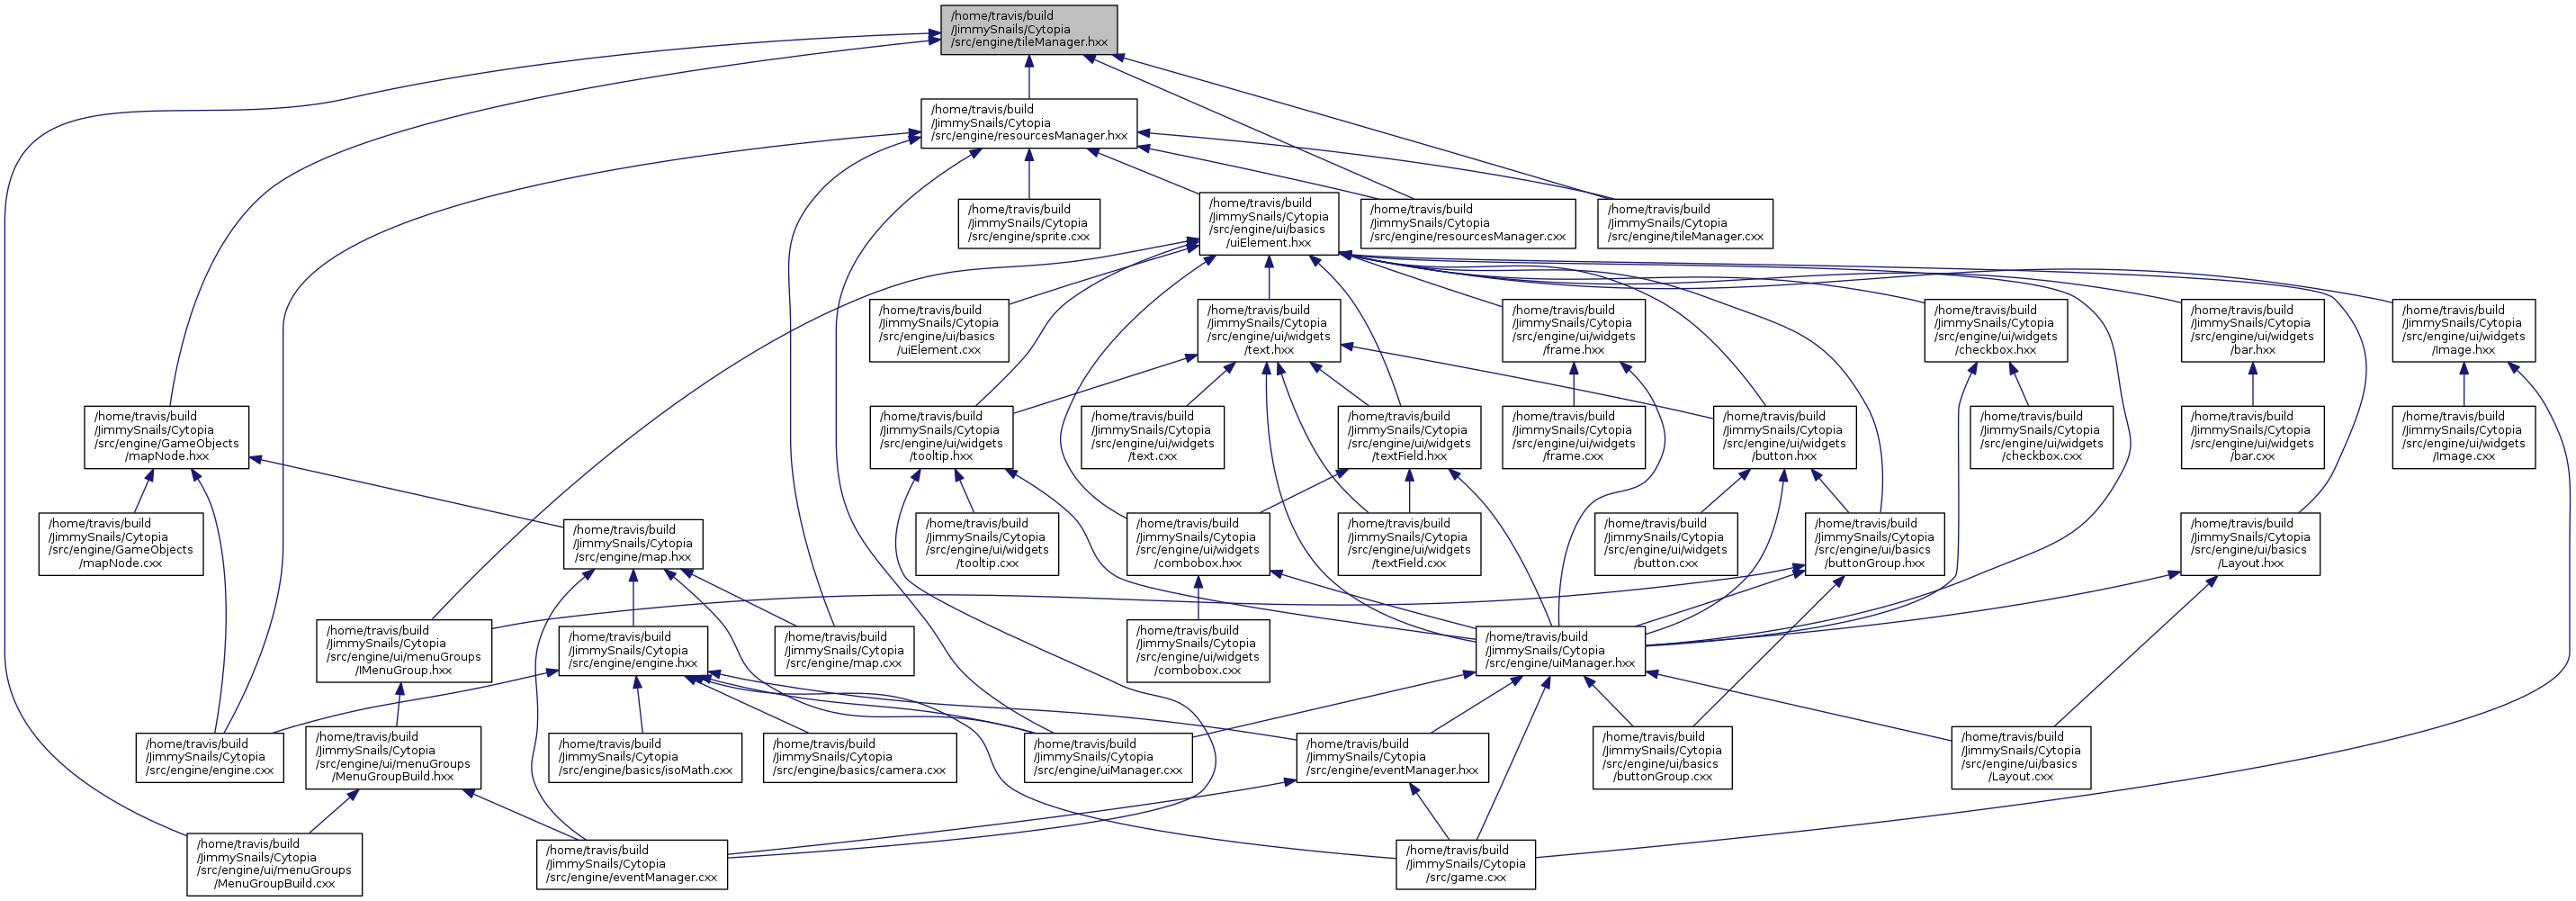 /home/travis/build
/JimmySnails/Cytopia
/src/engine/tileManager.hxx
/home/travis/build
/JimmySnails/Cytopia
/src/engine/resourcesManager.hxx
/home/travis/build
/JimmySnails/Cytopia
/src/engine/sprite.cxx
/home/travis/build
/JimmySnails/Cytopia
/src/engine/ui/basics
/uiElement.hxx
/home/travis/build
/JimmySnails/Cytopia
/src/engine/resourcesManager.cxx
/home/travis/build
/JimmySnails/Cytopia
/src/engine/tileManager.cxx
/home/travis/build
/JimmySnails/Cytopia
/src/engine/ui/basics
/uiElement.cxx
/home/travis/build
/JimmySnails/Cytopia
/src/engine/ui/widgets
/text.hxx
/home/travis/build
/JimmySnails/Cytopia
/src/engine/ui/widgets
/frame.hxx
/home/travis/build
/JimmySnails/Cytopia
/src/engine/ui/widgets
/checkbox.hxx
/home/travis/build
/JimmySnails/Cytopia
/src/engine/ui/widgets
/bar.hxx
/home/travis/build
/JimmySnails/Cytopia
/src/engine/ui/widgets
/Image.hxx
/home/travis/build
/JimmySnails/Cytopia
/src/engine/GameObjects
/mapNode.hxx
/home/travis/build
/JimmySnails/Cytopia
/src/engine/ui/widgets
/tooltip.hxx
/home/travis/build
/JimmySnails/Cytopia
/src/engine/ui/widgets
/text.cxx
/home/travis/build
/JimmySnails/Cytopia
/src/engine/ui/widgets
/textField.hxx
/home/travis/build
/JimmySnails/Cytopia
/src/engine/ui/widgets
/frame.cxx
/home/travis/build
/JimmySnails/Cytopia
/src/engine/ui/widgets
/button.hxx
/home/travis/build
/JimmySnails/Cytopia
/src/engine/ui/widgets
/checkbox.cxx
/home/travis/build
/JimmySnails/Cytopia
/src/engine/ui/widgets
/bar.cxx
/home/travis/build
/JimmySnails/Cytopia
/src/engine/ui/widgets
/Image.cxx
/home/travis/build
/JimmySnails/Cytopia
/src/engine/GameObjects
/mapNode.cxx
/home/travis/build
/JimmySnails/Cytopia
/src/engine/map.hxx
/home/travis/build
/JimmySnails/Cytopia
/src/engine/ui/widgets
/tooltip.cxx
/home/travis/build
/JimmySnails/Cytopia
/src/engine/ui/widgets
/combobox.hxx
/home/travis/build
/JimmySnails/Cytopia
/src/engine/ui/widgets
/textField.cxx
/home/travis/build
/JimmySnails/Cytopia
/src/engine/ui/widgets
/button.cxx
/home/travis/build
/JimmySnails/Cytopia
/src/engine/ui/basics
/buttonGroup.hxx
/home/travis/build
/JimmySnails/Cytopia
/src/engine/ui/basics
/Layout.hxx
/home/travis/build
/JimmySnails/Cytopia
/src/engine/ui/menuGroups
/IMenuGroup.hxx
/home/travis/build
/JimmySnails/Cytopia
/src/engine/engine.hxx
/home/travis/build
/JimmySnails/Cytopia
/src/engine/map.cxx
/home/travis/build
/JimmySnails/Cytopia
/src/engine/ui/widgets
/combobox.cxx
/home/travis/build
/JimmySnails/Cytopia
/src/engine/uiManager.hxx
/home/travis/build
/JimmySnails/Cytopia
/src/engine/engine.cxx
/home/travis/build
/JimmySnails/Cytopia
/src/engine/ui/menuGroups
/MenuGroupBuild.hxx
/home/travis/build
/JimmySnails/Cytopia
/src/engine/basics/isoMath.cxx
/home/travis/build
/JimmySnails/Cytopia
/src/engine/basics/camera.cxx
/home/travis/build
/JimmySnails/Cytopia
/src/engine/uiManager.cxx
/home/travis/build
/JimmySnails/Cytopia
/src/engine/eventManager.hxx
/home/travis/build
/JimmySnails/Cytopia
/src/engine/ui/basics
/buttonGroup.cxx
/home/travis/build
/JimmySnails/Cytopia
/src/engine/ui/basics
/Layout.cxx
/home/travis/build
/JimmySnails/Cytopia
/src/engine/ui/menuGroups
/MenuGroupBuild.cxx
/home/travis/build
/JimmySnails/Cytopia
/src/engine/eventManager.cxx
/home/travis/build
/JimmySnails/Cytopia
/src/game.cxx